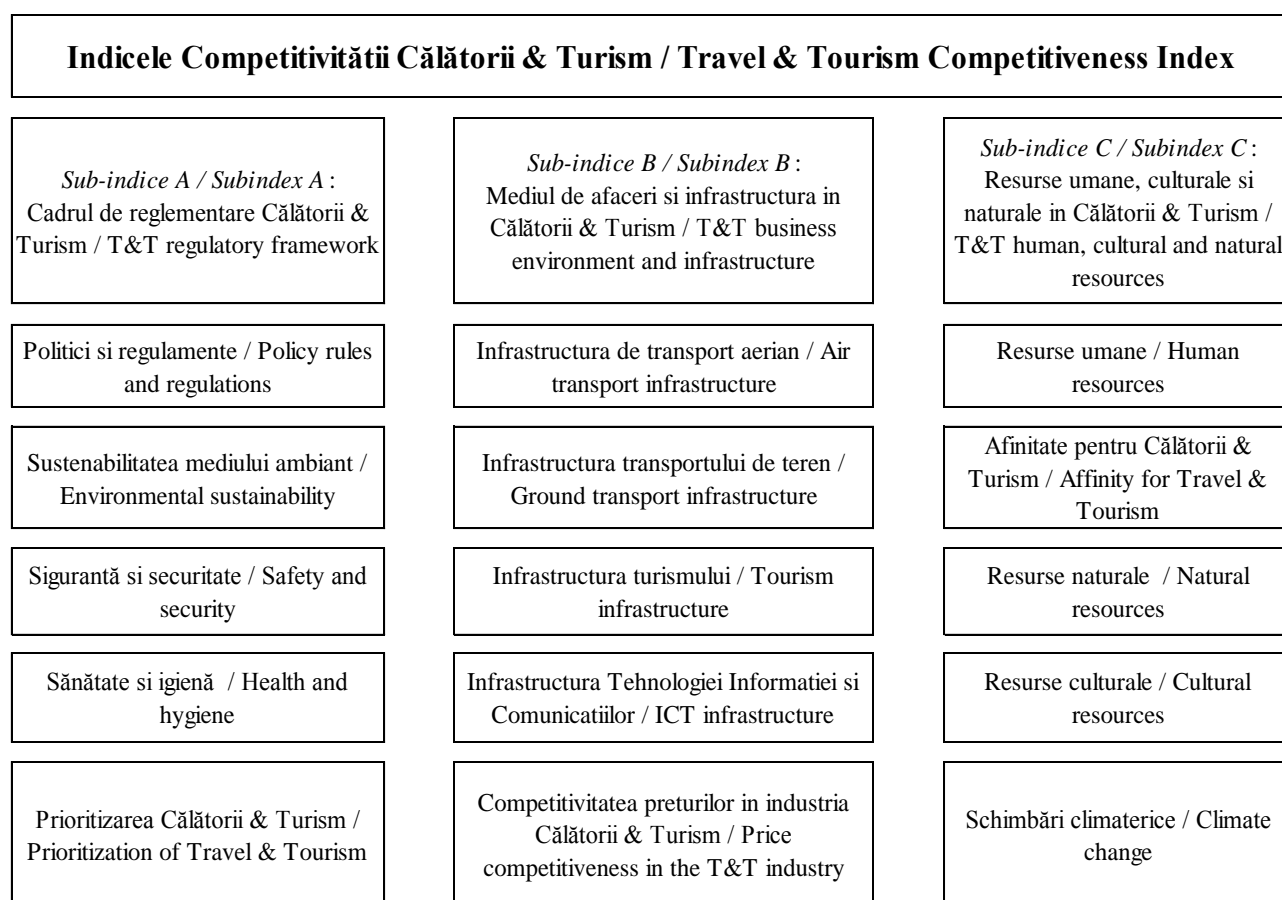 Indicele Competitivitătii Călătorii & Turism / Travel & Tourism Competitiveness Index
Sub-indice A / Subindex A :
Cadrul de reglementare Călătorii &
Turism / T&T regulatory framework
Sub-indice B / Subindex B :
Mediul de afaceri si infrastructura in
Călătorii & Turism / T&T business
environment and infrastructure
Sub-indice C / Subindex C :
Resurse umane, culturale si
naturale in Călătorii & Turism /
T&T human, cultural and natural
resources
Politici si regulamente / Policy rules
and regulations
Infrastructura de transport aerian / Air
transport infrastructure
Resurse umane / Human
resources
Sustenabilitatea mediului ambiant /
Environmental sustainability
Infrastructura transportului de teren /
Ground transport infrastructure
Afinitate pentru Călătorii &
Turism / Affinity for Travel &
Tourism
Sigurantă si securitate / Safety and
security
Infrastructura turismului / Tourism
infrastructure
Resurse naturale / Natural
resources
Sănătate si igienă / Health and
hygiene
Infrastructura Tehnologiei Informatiei si
Comunicatiilor / ICT infrastructure
Resurse culturale / Cultural
resources
Prioritizarea Călătorii & Turism /
Prioritization of Travel & Tourism
Competitivitatea preturilor in industria
Călătorii & Turism / Price
competitiveness in the T&T industry
Schimbări climaterice / Climate
change